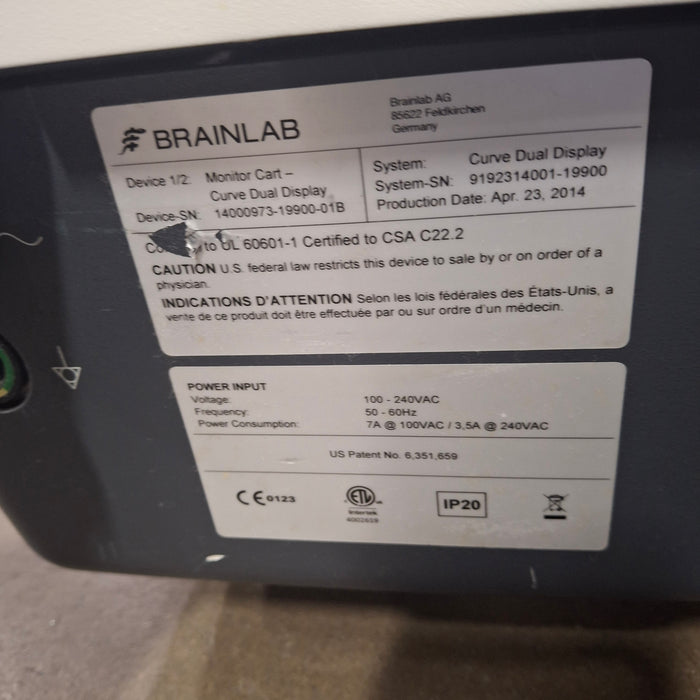 BRAINLAB
Brainlab AG
85622 Feldkirchen
Germany
Device 1/2: Monitor Cart –
Curve Dual Display
Device-SN: 14000973-19900-01B
System: Curve Dual Display
System-SN: 9192314001-19900
Production Date: Apr. 23, 2014
to UL 60601-1 Certified to CSA C22.2
CAUTION U.S. federal law restricts this device to sale by or on order of a
physician.
INDICATIONS D'ATTENTION Selon les lois fédérales des États-Unis, a
vente de ce produit doit être effectuée par ou sur ordre d'un médecin.
POWER INPUT
Voltage: 100 - 240VAC
Frequency: 50 - 60Hz
Power Consumption: 7A @ 100VAC / 3,5A @ 240VAC
US Patent No. 6,351,659
CE 0123
ETL
Intertek
4002659
IP20